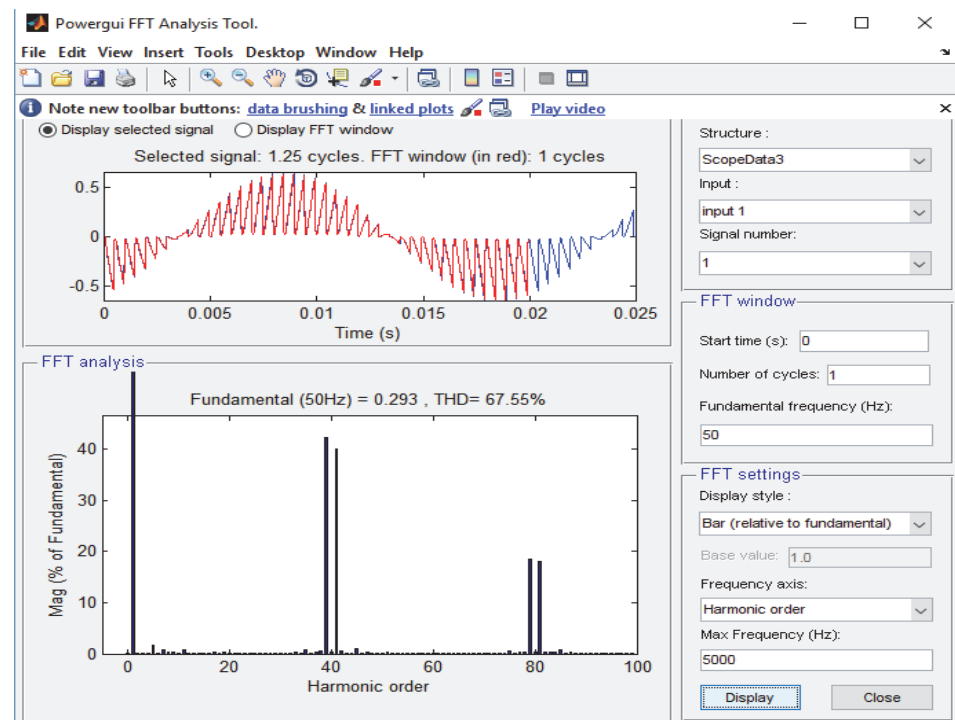 Powergui FFT Analysis Tool.
File Edit View Insert Tools Desktop Window Help
Note new toolbar buttons: data brushing & linked plots Play video
Display selected signal Display FFT window
Selected signal: 1.25 cycles. FFT window (in red): 1 cycles
0.5
0
-0.5
0 0.005 0.01 0.015 0.02 0.025
Time (s)
FFT analysis
Fundamental (50Hz) = 0.293 , THD= 67.55%
Mag (% of Fundamental)
40
30
20
10
0
0 20 40 60 80 100
Harmonic order
Structure :
ScopeData3
Input :
input 1
Signal number:
1
FFT window
Start time (s): 0
Number of cycles: 1
Fundamental frequency (Hz):
50
FFT settings
Display style :
Bar (relative to fundamental)
Base value: 1.0
Frequency axis:
Harmonic order
Max Frequency (Hz):
5000
Display Close